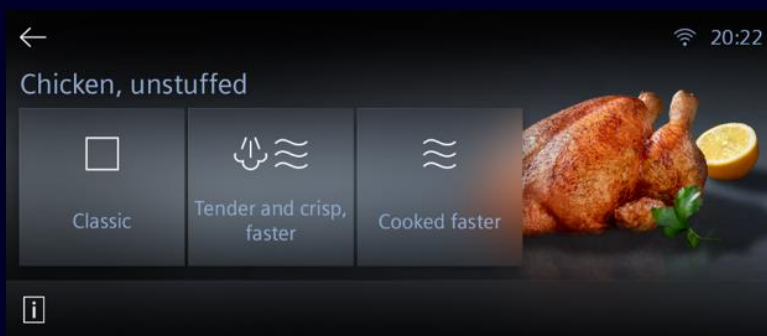 20:22
Chicken, unstuffed
Classic
Tender and crisp,
faster
Cooked faster
i